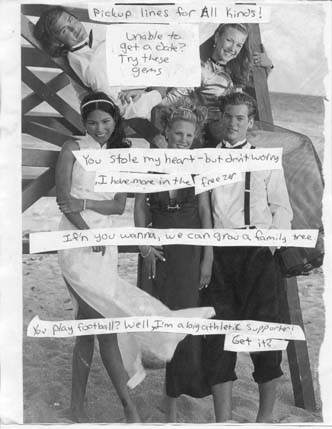 Pickup lines for All Kinds!
Unable to
get a date?
Try these
gems
You stole my heart - but don't worry
I have more in the freezer
If'n you wanna, we can grow a family tree
You play football? Well, I'm a big athletic supporter!
Get it?